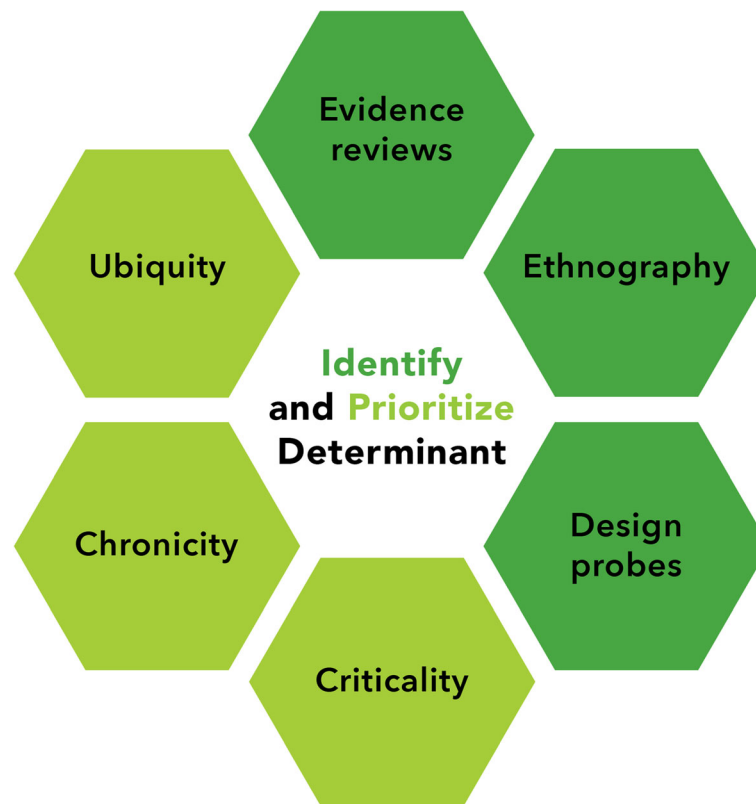 Evidence
reviews
Ubiquity
Ethnography
Identify
and Prioritize
Determinant
Chronicity
Design
probes
Criticality